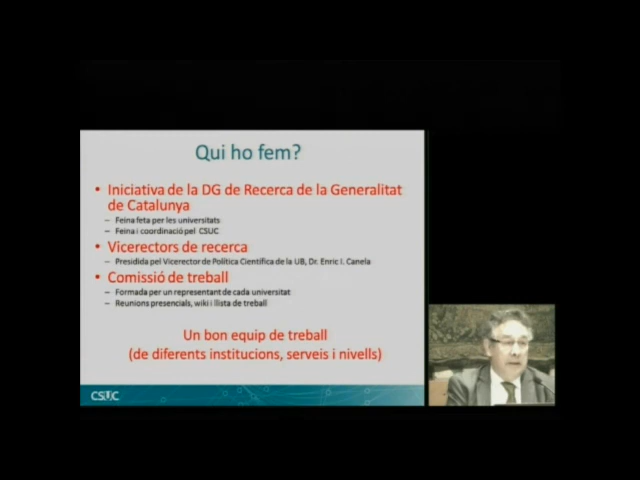 Qui ho fem?
• Iniciativa de la DG de Recerca de la Generalitat
de Catalunya
– Feina feta per les universitats
– Feina i coordinació pel CSUC
• Vicerectors de recerca
– Presidida pel Vicerector de Política Científica de la UB, Dr. Enric I. Canela
• Comissió de treball
– Formada per un representant de cada universitat
– Reunions presencials, wiki i llista de treball
Un bon equip de treball
(de diferents institucions, serveis i nivells)
CSUC